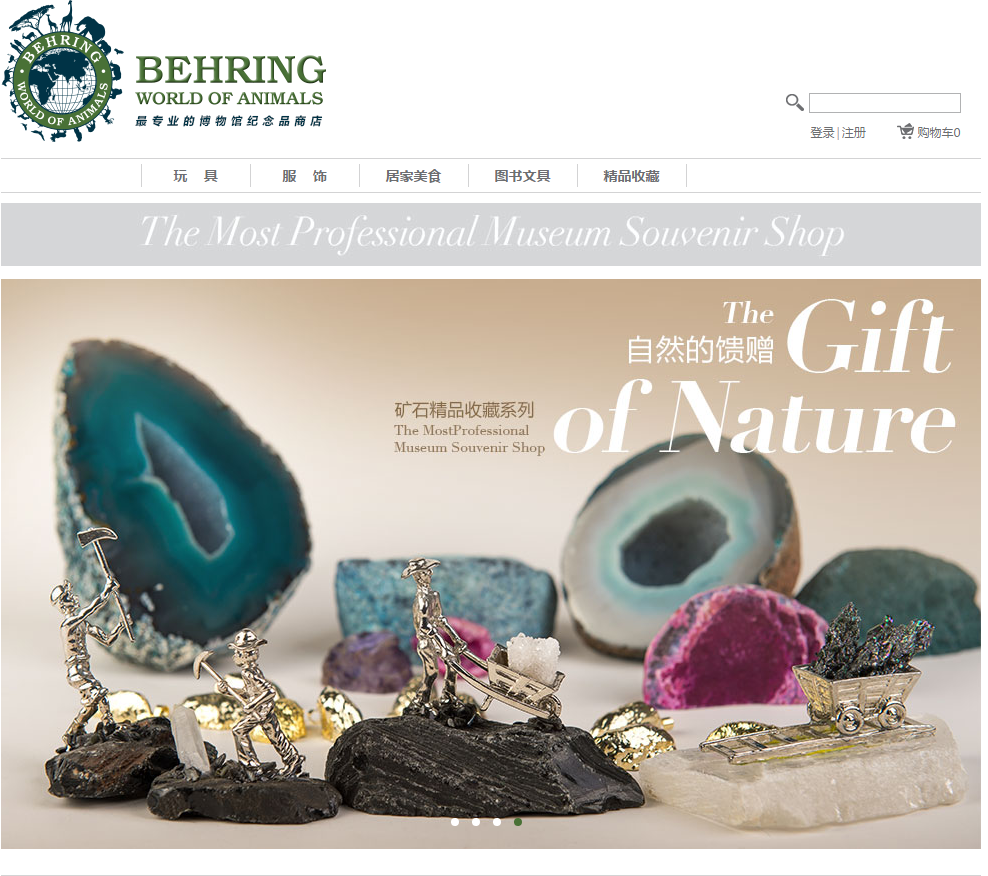 BEHRING
WORLD OF ANIMALS
BEHRING
WORLD OF ANIMALS
最专业的博物馆纪念品商店
登录|注册
购物车0
玩 具
服 饰
居家美食
图书文具
精品收藏
The Most Professional Museum Souvenir Shop
The Gift
自然的馈赠
of Nature
矿石精品收藏系列
The MostProfessional
Museum Souvenir Shop